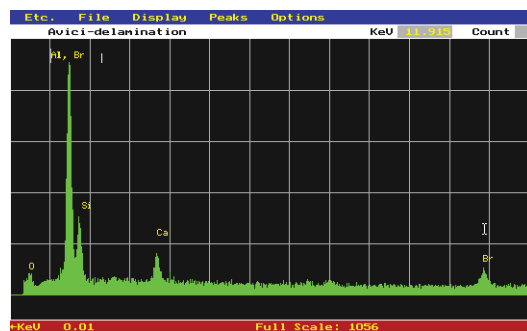 Etc. File Display Peaks Options
Avici-delamination KeV 11.915 Count
Al, Br
Si
Ca
O
Br
←KeV 0.01 Full Scale: 1056